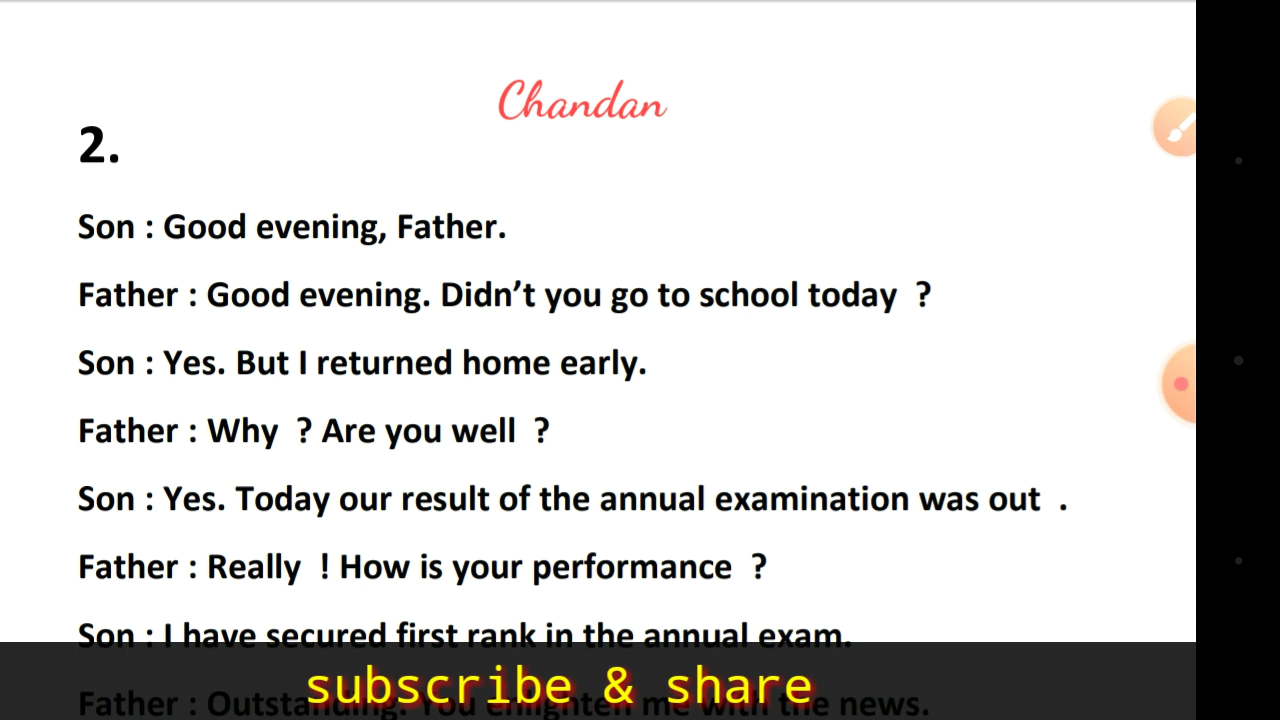 Chandan
2.
Son : Good evening, Father.
Father : Good evening. Didn’t you go to school today  ?
Son : Yes. But I returned home early.
Father : Why  ? Are you well  ?
Son : Yes. Today our result of the annual examination was out  .
Father : Really  ! How is your performance  ?
Son : I have secured first rank in the annual exam.
subscribe & share
Father : Outstanding. You enlighten me with the news.